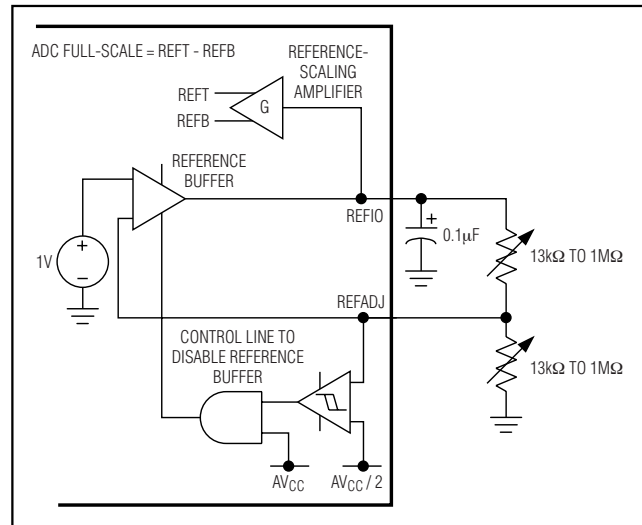 ADC FULL-SCALE = REFT - REFB
REFERENCE-
SCALING
AMPLIFIER
REFT
REFB
G
REFERENCE
BUFFER
REFIO
+
0.1µF
13kΩ TO 1MΩ
1V
+
−
REFADJ
13kΩ TO 1MΩ
CONTROL LINE TO
DISABLE REFERENCE
BUFFER
AVCC
AVCC / 2